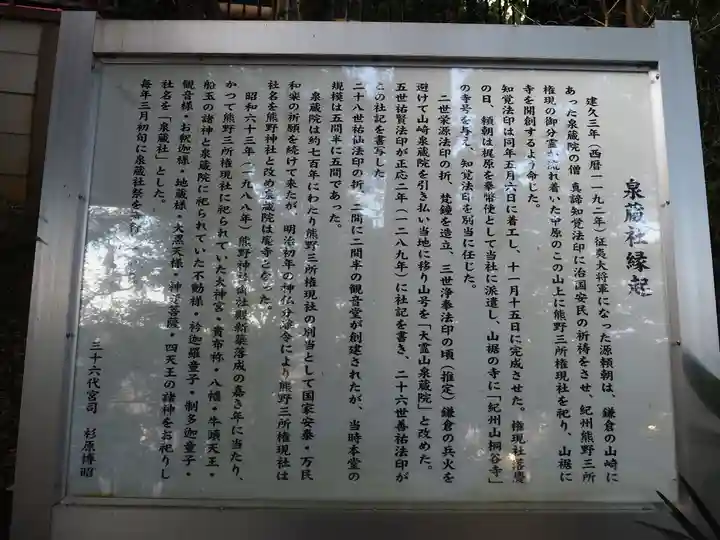 泉蔵社縁起
建久三年（西暦一一九二年）征夷大将軍になった源頼朝は、鎌倉の山崎に
あった泉蔵院の僧 真諦知覚法印に治国安民の祈祷をさせ、紀州熊野三所
権現の御分霊が流れ着いた甲原のこの山上に熊野三所権現社を祀り、山裾に
寺を開創するよう命じた。
知覚法印は同年五月六日に着工し、十一月十五日に完成させた。権現社落慶
の日、頼朝は梶原を奉幣使として当社に派遣し、山裾の寺に「紀州山桐谷寺」
の寺号を与え、知覚法印を別当に任じた。
二世栄源法印の折、梵鐘を造立、三世浄奉法印の頃（推定）鎌倉の兵火を
避けて山崎泉蔵院を引き払い当地に移り山号を「大霊山泉蔵院」と改めた。
五世祐賢法印が正応二年（一二八九年）に社記を書き、二十六世善祐法印が
この社記を書写した
二十八世祐仙法印の折、二間に二間半の観音堂が創建されたが、当時本堂の
規模は五間半に五間であった。
泉蔵院は約七百年にわたり熊野三所権現社の別当として国家安泰・万民
和楽の祈願を続けて来たが、明治初年の神仏分離令により熊野三所権現社は
社名を熊野神社と改め泉蔵院は廃寺となった。
昭和六十三年（一九八八年）熊野神社仙社殿新築落成の嘉き年に当たり、
かつて熊野三所権現社に祀られていた大神宮・貴布祢・八幡・牛頭天王・
船玉の諸神と泉蔵院に祀られていた不動様・衿迦羅童子・制多迦童子・
観音様・お釈迦様・地蔵様・大黒天様・神野菩薩・四天王の諸神をお祀りし
社名を「泉蔵社」とした。
毎年三月初旬に泉蔵社祭を
三十六代宮司 杉原博昭